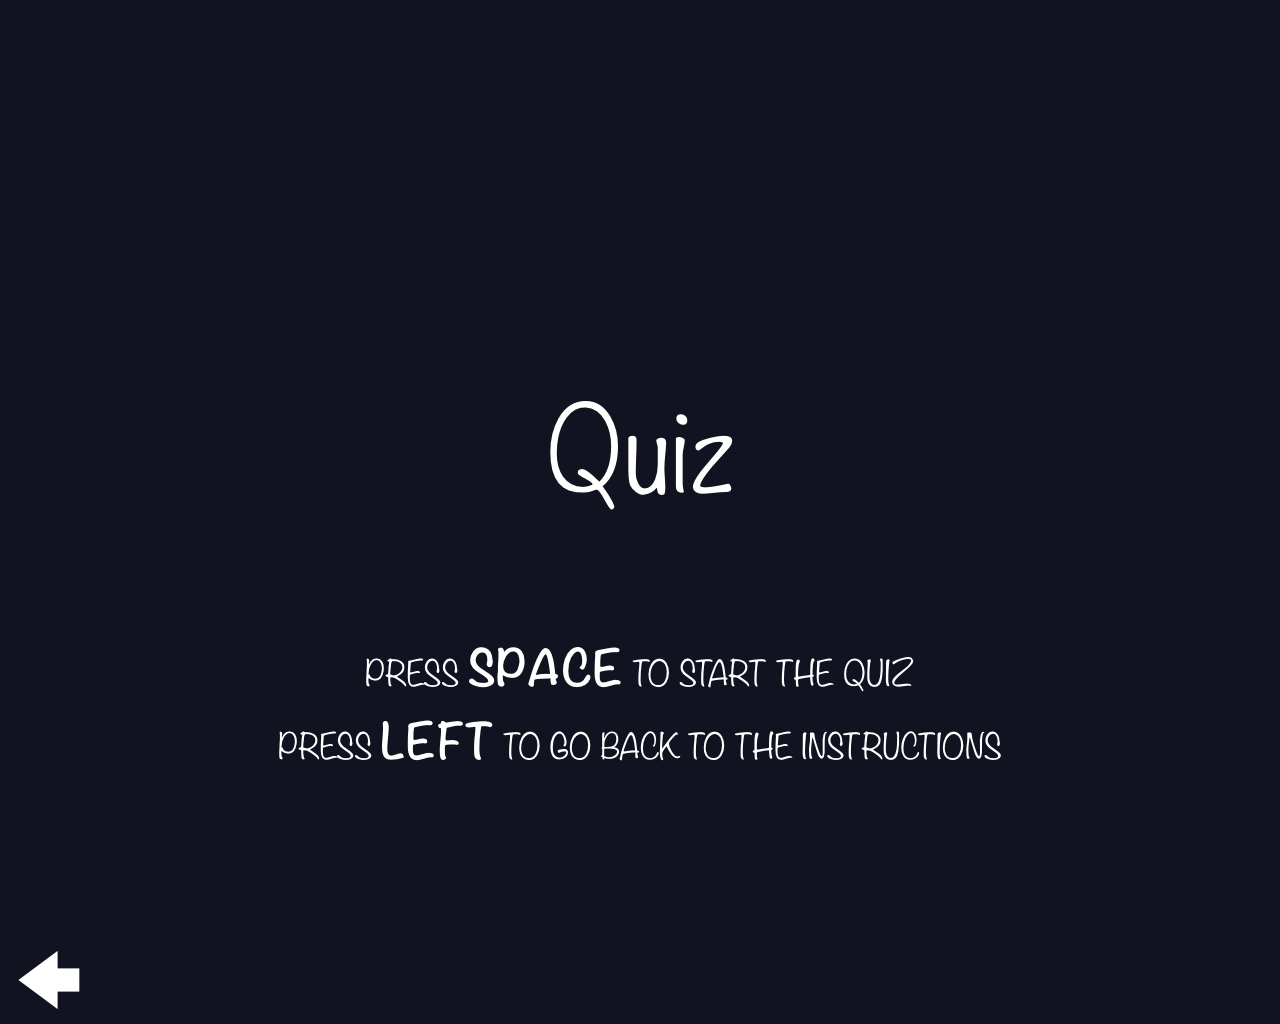 Quiz
PRESS SPACE TO START THE QUIZ
PRESS LEFT TO GO BACK TO THE INSTRUCTIONS